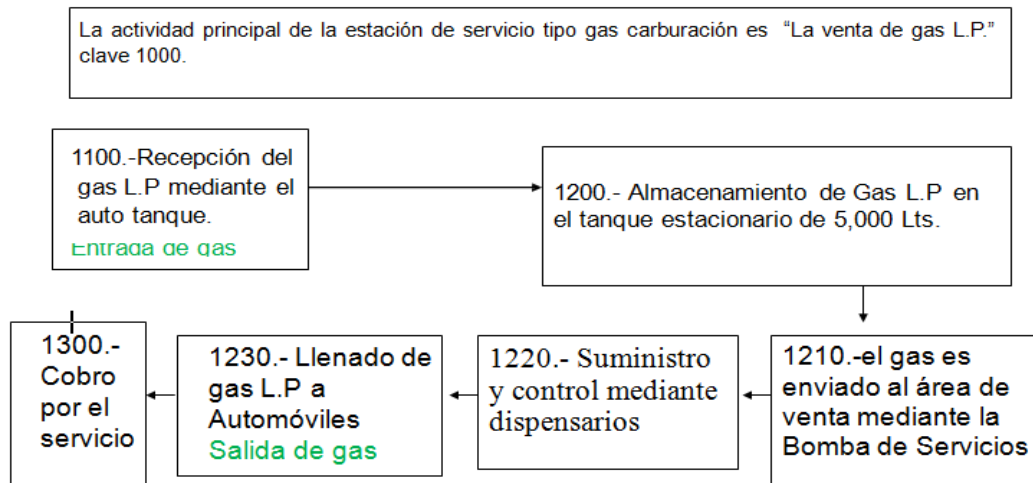 La actividad principal de la estación de servicio tipo gas carburación es “La venta de gas L.P.”
clave 1000.
1100.-Recepción del
gas L.P mediante el
auto tanque.
Entrada de gas
1200.- Almacenamiento de Gas L.P en
el tanque estacionario de 5,000 Lts.
1300.-
Cobro
por el
servicio
1230.- Llenado de
gas L.P a
Automóviles
Salida de gas
1220.- Suministro
y control mediante
dispensarios
1210.-el gas es
enviado al área de
venta mediante la
Bomba de Servicios